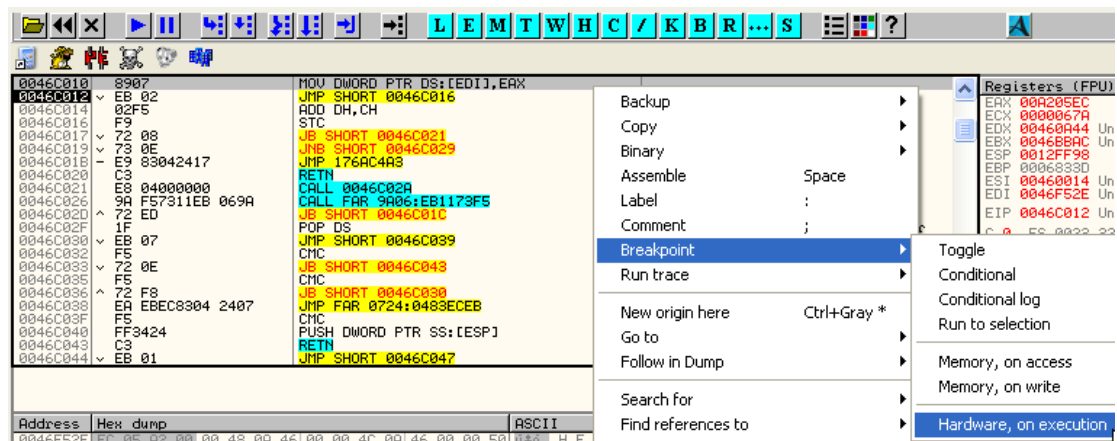 L E M T W H C / K B R ... S ? A
0046C010 8907 MOV DWORD PTR DS:[EDI],EAX
0046C012 EB 02 JMP SHORT 0046C016
0046C014 02F5 ADD DH,CH
0046C016 F9 STC
0046C017 72 08 JB SHORT 0046C021
0046C019 73 0E JNB SHORT 0046C029
0046C01B E9 83042417 JMP 176AC4A3
0046C020 C3 RETN
0046C021 E8 04000000 CALL 0046C02A
0046C026 9A F57311EB 069A CALL FAR 9A06:EB1173F5
0046C02D ^ 72 ED JB SHORT 0046C01C
0046C02F 1F POP DS
0046C030 EB 07 JMP SHORT 0046C039
0046C032 F5 CMC
0046C033 72 0E JB SHORT 0046C043
0046C035 F5 CMC
0046C036 ^ 72 F8 JB SHORT 0046C030
0046C038 EA EBEC8304 2407 JMP FAR 0724:0483ECEB
0046C03F F5 CMC
0046C040 FF3424 PUSH DWORD PTR SS:[ESP]
0046C043 C3 RETN
0046C044 EB 01 JMP SHORT 0046C047
Address Hex dump ASCII
Backup
Copy
Binary
Assemble Space
Label :
Comment ;
Breakpoint
Run trace
New origin here Ctrl+Gray *
Go to
Follow in Dump
Search for
Find references to
Toggle
Conditional
Conditional log
Run to selection
Memory, on access
Memory, on write
Hardware, on execution
Registers (FPU)
EAX 00A205EC
ECX 0000067A
EDX 00460A44 Un
EBX 0046BBAC Un
ESP 0012FF98
EBP 0006833D
ESI 00460014 Un
EDI 0046F52E Un
EIP 0046C012 Un